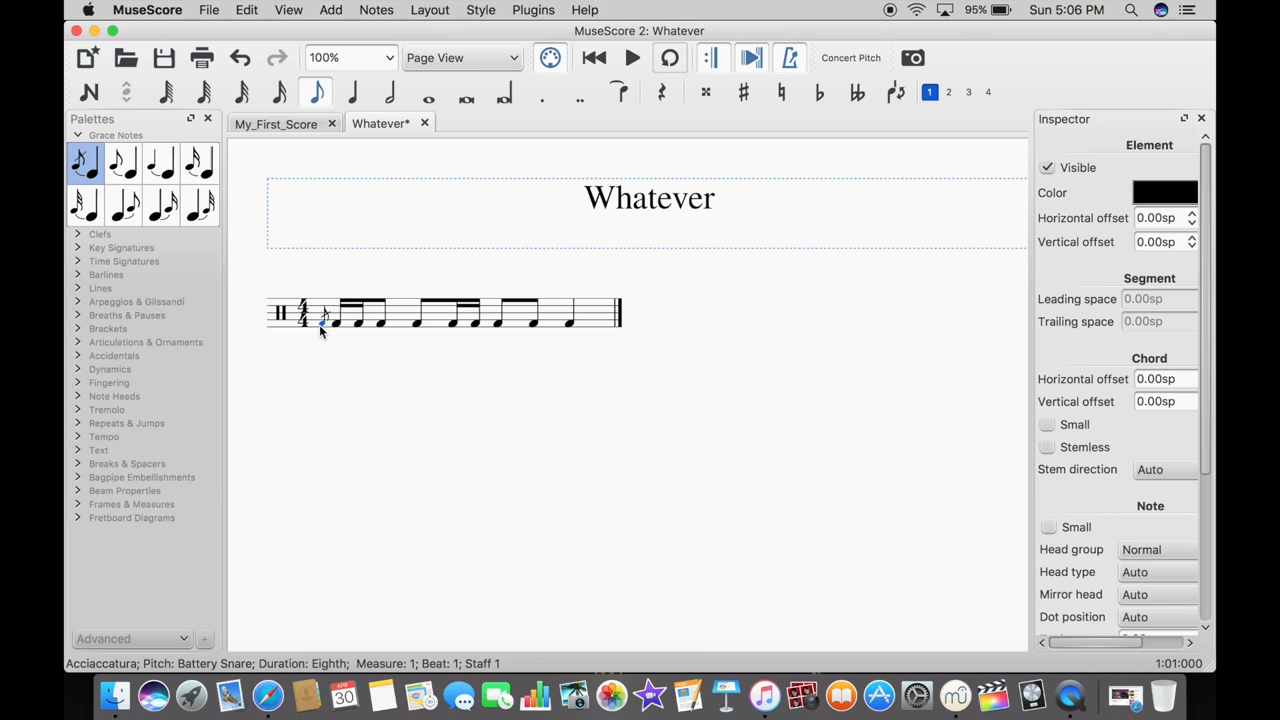 MuseScore File Edit View Add Notes Layout Style Plugins Help 95% Sun 5:06 PM
MuseScore 2: Whatever
100% Page View Concert Pitch
1 2 3 4
Palettes My_First_Score Whatever* Inspector
Grace Notes
Element
Visible
Whatever
Color
Horizontal offset 0.00sp
Vertical offset 0.00sp
Clefs
Key Signatures
Time Signatures
Barlines
Lines
Arpeggios & Glissandi
Breaths & Pauses
Brackets
Articulations & Ornaments
Accidentals
Dynamics
Fingering
Note Heads
Tremolo
Repeats & Jumps
Tempo
Text
Breaks & Spacers
Bagpipe Embellishments
Beam Properties
Frames & Measures
Fretboard Diagrams
4
4
Segment
Leading space 0.00sp
Trailing space 0.00sp
Chord
Horizontal offset 0.00sp
Vertical offset 0.00sp
Small
Stemless
Stem direction Auto
Note
Small
Head group Normal
Head type Auto
Mirror head Auto
Dot position Auto
Advanced +
Acciaccatura; Pitch: Battery Snare; Duration: Eighth; Measure: 1; Beat: 1; Staff 1 1:01:000
30